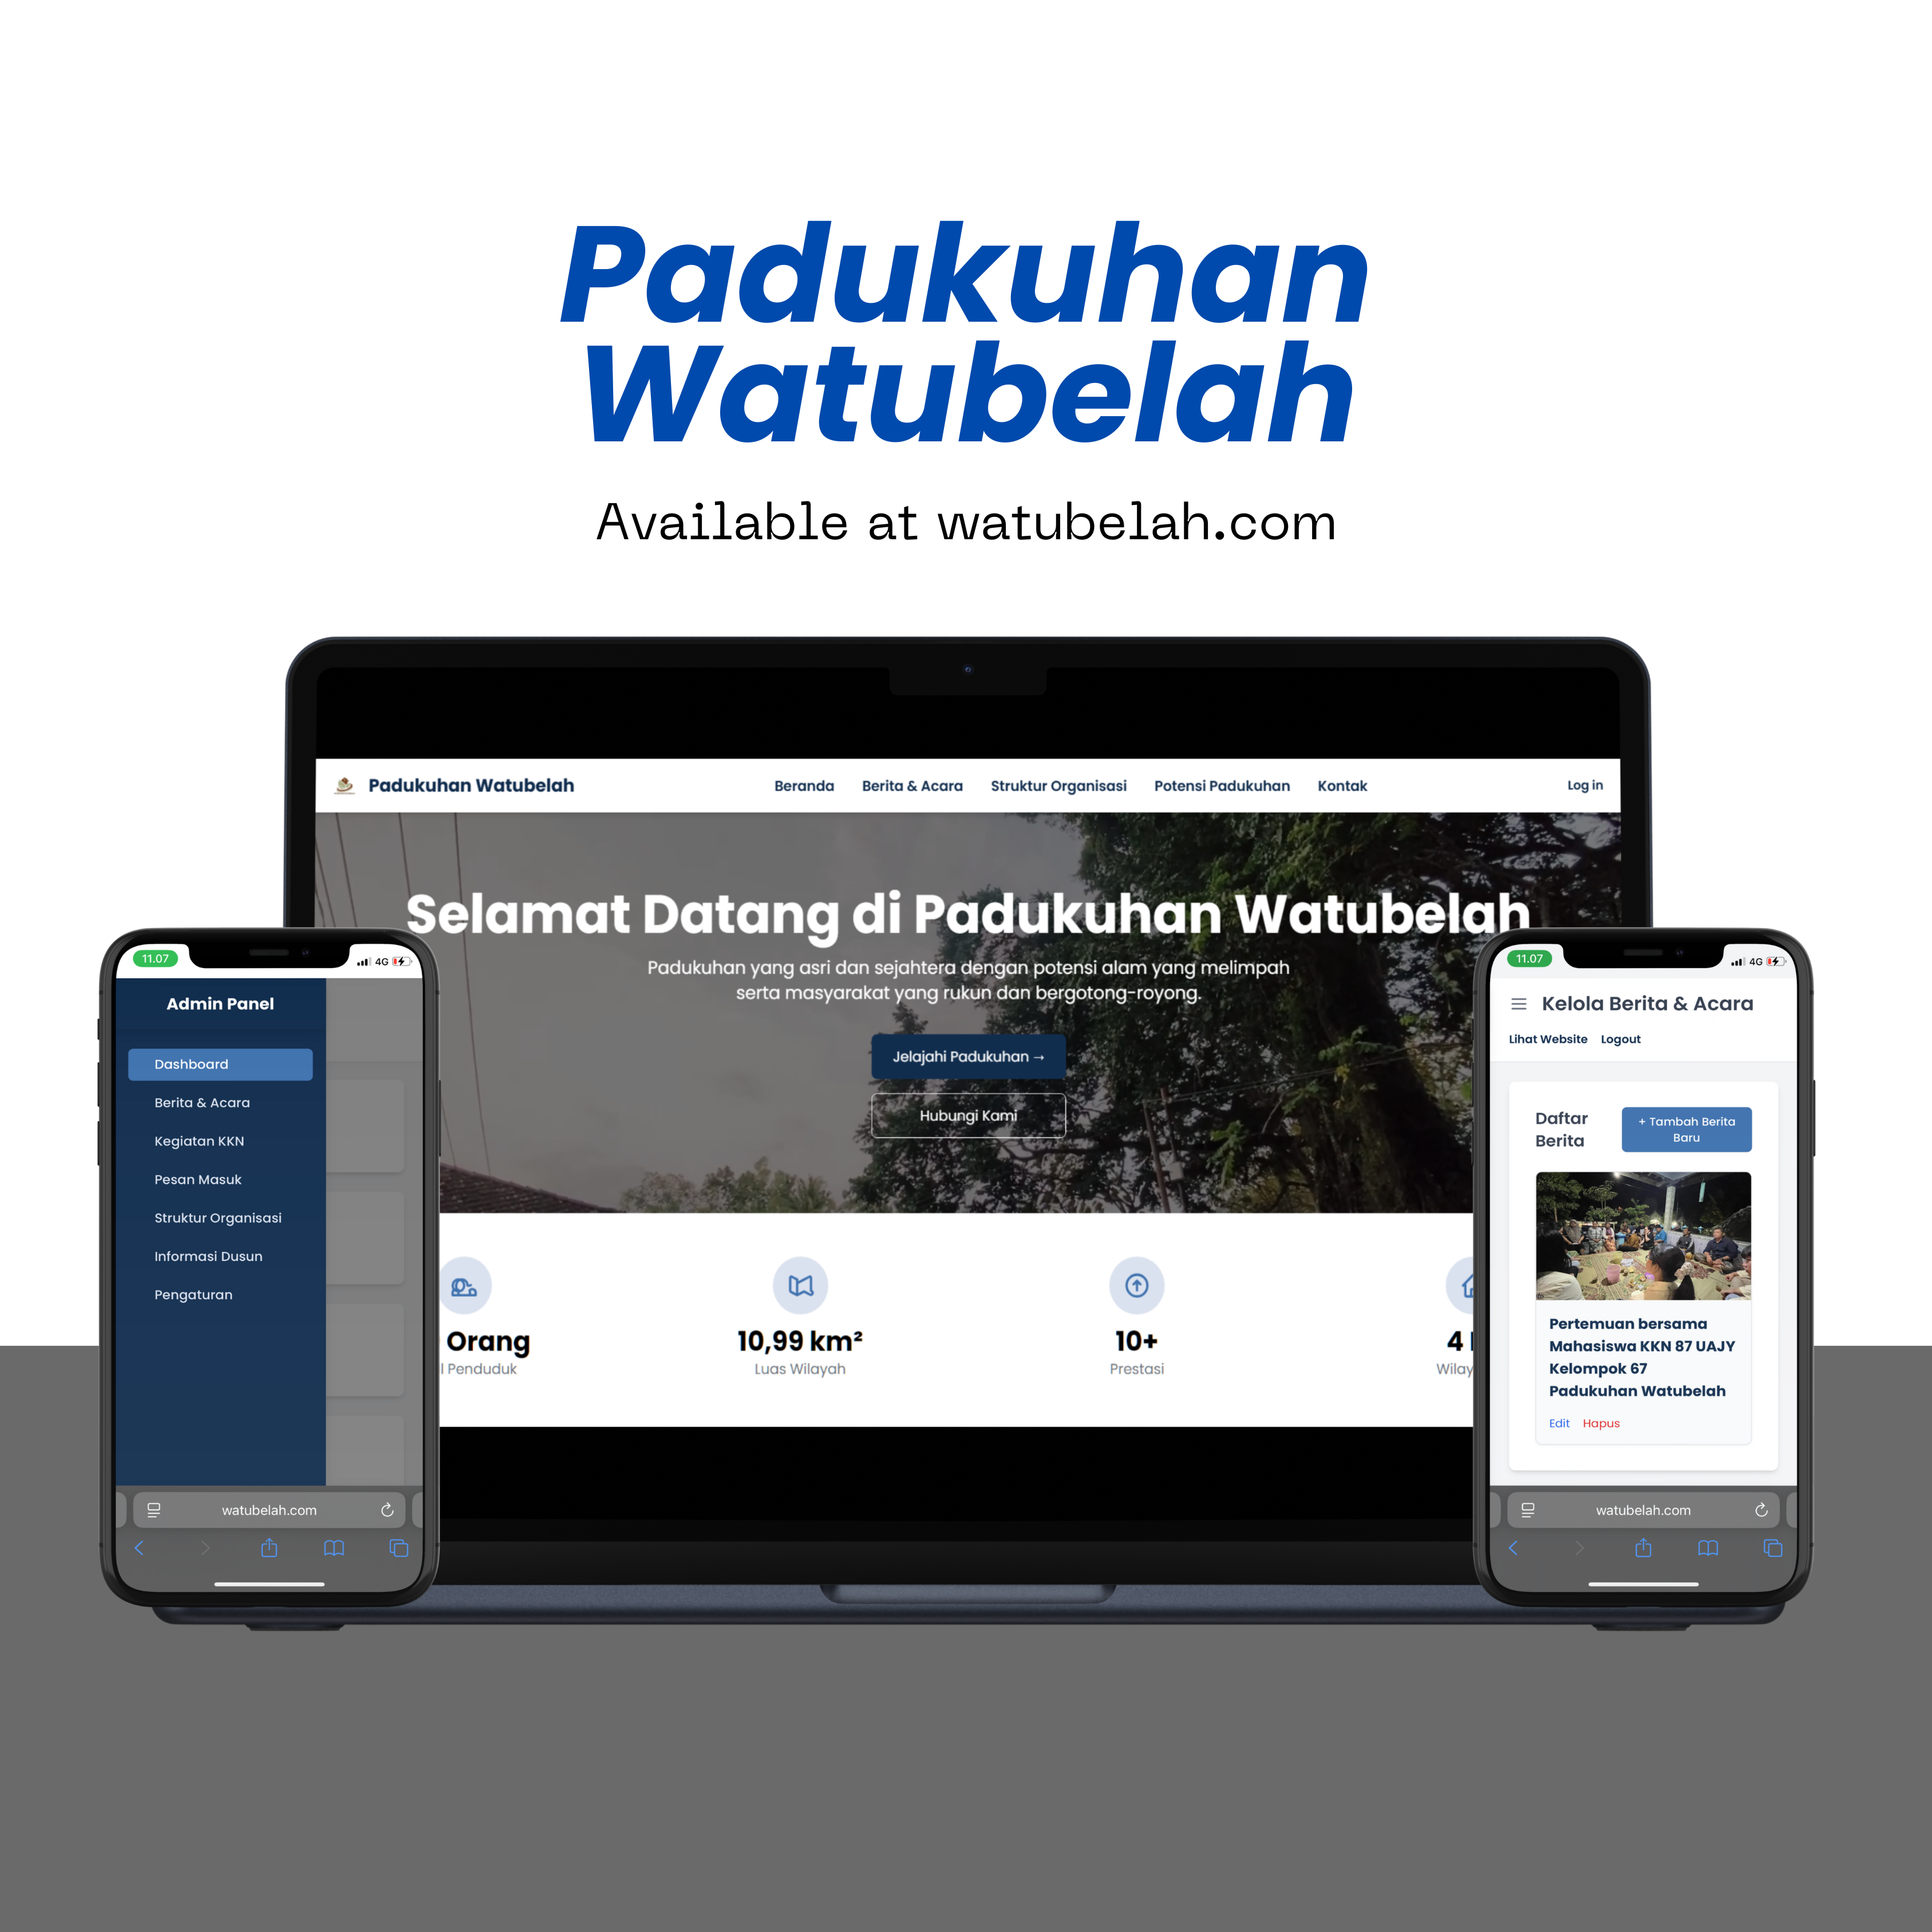 Padukuhan
Watubelah
Available at watubelah.com
Padukuhan Watubelah
Beranda
Berita & Acara
Struktur Organisasi
Potensi Padukuhan
Kontak
Log in
Selamat Datang di Padukuhan Watubelah
Padukuhan yang asri dan sejahtera dengan potensi alam yang melimpah
serta masyarakat yang rukun dan bergotong-royong.
Jelajahi Padukuhan →
Hubungi Kami
Orang
Penduduk
10,99 km²
Luas Wilayah
10+
Prestasi
4
11.07
4G
Admin Panel
Dashboard
Berita & Acara
Kegiatan KKN
Pesan Masuk
Struktur Organisasi
Informasi Dusun
Pengaturan
watubelah.com
11.07
4G
Kelola Berita & Acara
Lihat Website
Logout
Daftar
Berita
+ Tambah Berita
Baru
Pertemuan bersama
Mahasiswa KKN 87 UAJY
Kelompok 67
Padukuhan Watubelah
Edit
Hapus
watubelah.com